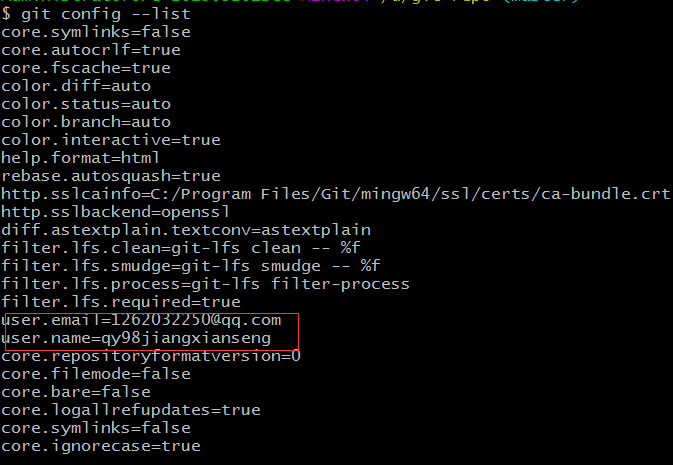 $ git config --list
core.symlinks=false
core.autocrlf=true
core.fscache=true
color.diff=auto
color.status=auto
color.branch=auto
color.interactive=true
help.format=html
rebase.autosquash=true
http.sslcainfo=C:/Program Files/Git/mingw64/ssl/certs/ca-bundle.crt
http.sslbackend=openssl
diff.astextplain.textconv=astextplain
filter.lfs.clean=git-lfs clean -- %f
filter.lfs.smudge=git-lfs smudge -- %f
filter.lfs.process=git-lfs filter-process
filter.lfs.required=true
user.email=1262032250@qq.com
user.name=qy98jiangxianseng
core.repositoryformatversion=0
core.filemode=false
core.bare=false
core.logallrefupdates=true
core.symlinks=false
core.ignorecase=true